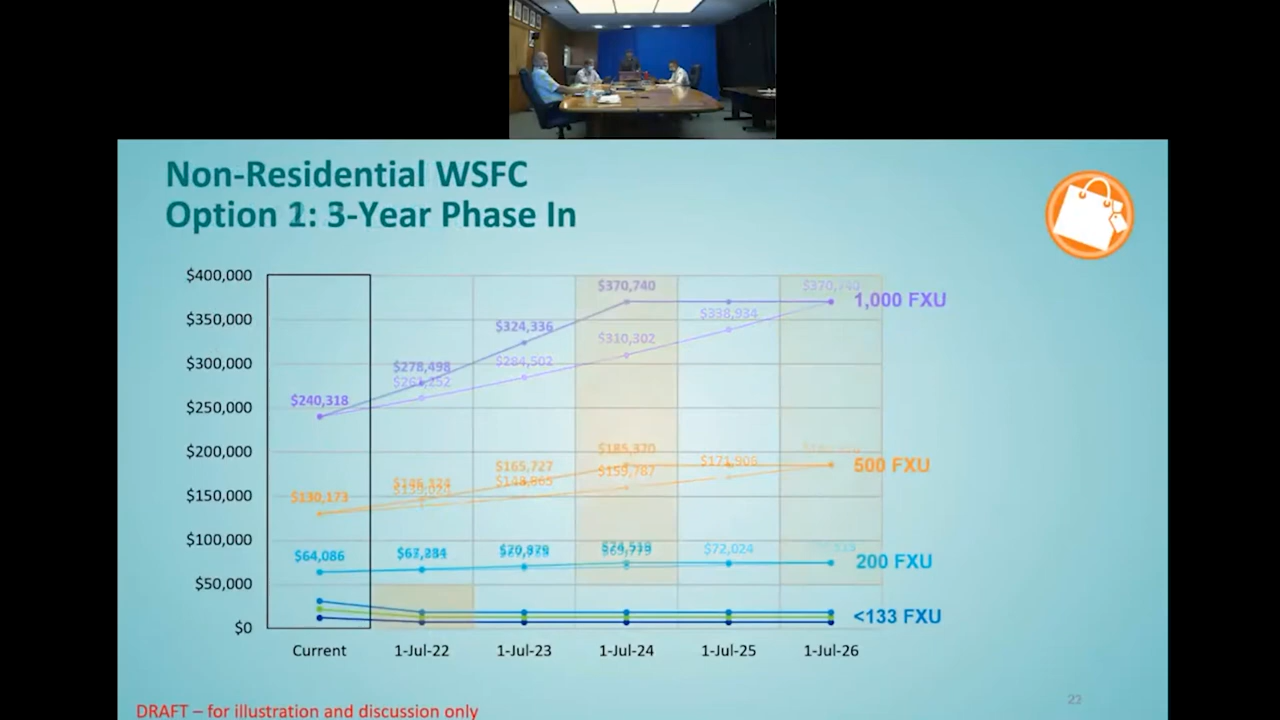 Non-Residential WSFC
Option 1: 3-Year Phase In
$400,000
$350,000
$300,000
$250,000
$200,000
$150,000
$100,000
$50,000
$0
$370,740
$370,740
1,000 FXU
$324,336
$338,934
$310,302
$278,498
$284,502
$261,252
$240,318
$185,370
500 FXU
$165,727
$171,906
$159,787
$148,865
$130,173
$64,086
$67,284
$72,024
200 FXU
<133 FXU
Current
1-Jul-22
1-Jul-23
1-Jul-24
1-Jul-25
1-Jul-26
22
DRAFT – for illustration and discussion only